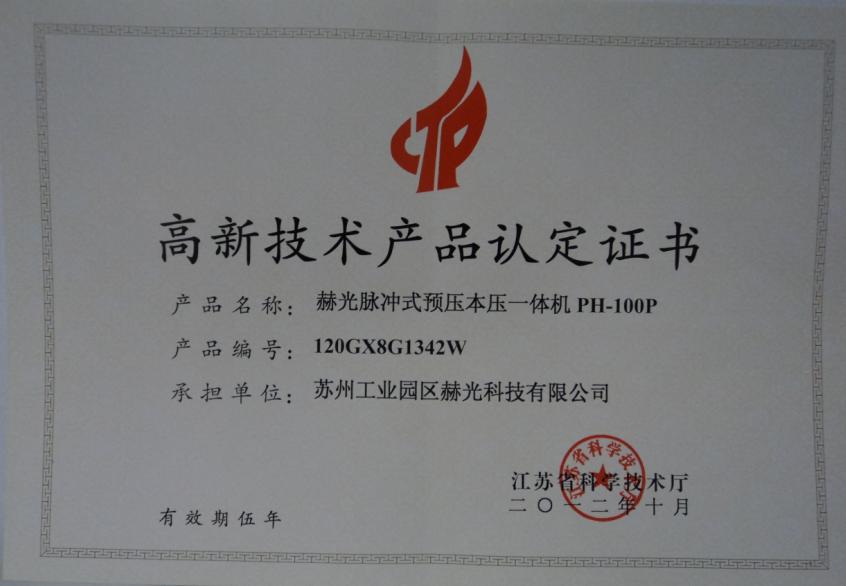 CTP
高新技术产品认定证书
产品名称：赫光脉冲式预压本压一体机 PH-100P
产品编号：120GX8G1342W
承担单位：苏州工业园区赫光科技有限公司
江苏省科学技术厅
二〇一二年十月
有效期伍年